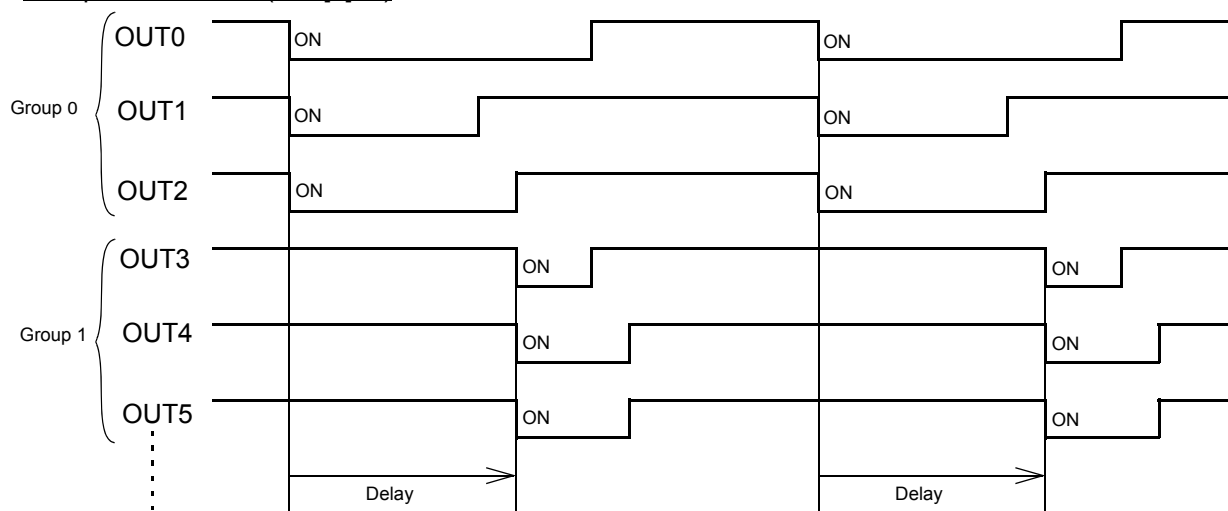 OUT0 ON ON
Group 0 OUT1 ON ON
OUT2 ON ON
OUT3 ON ON
Group 1 OUT4 ON ON
OUT5 ON ON
Delay Delay